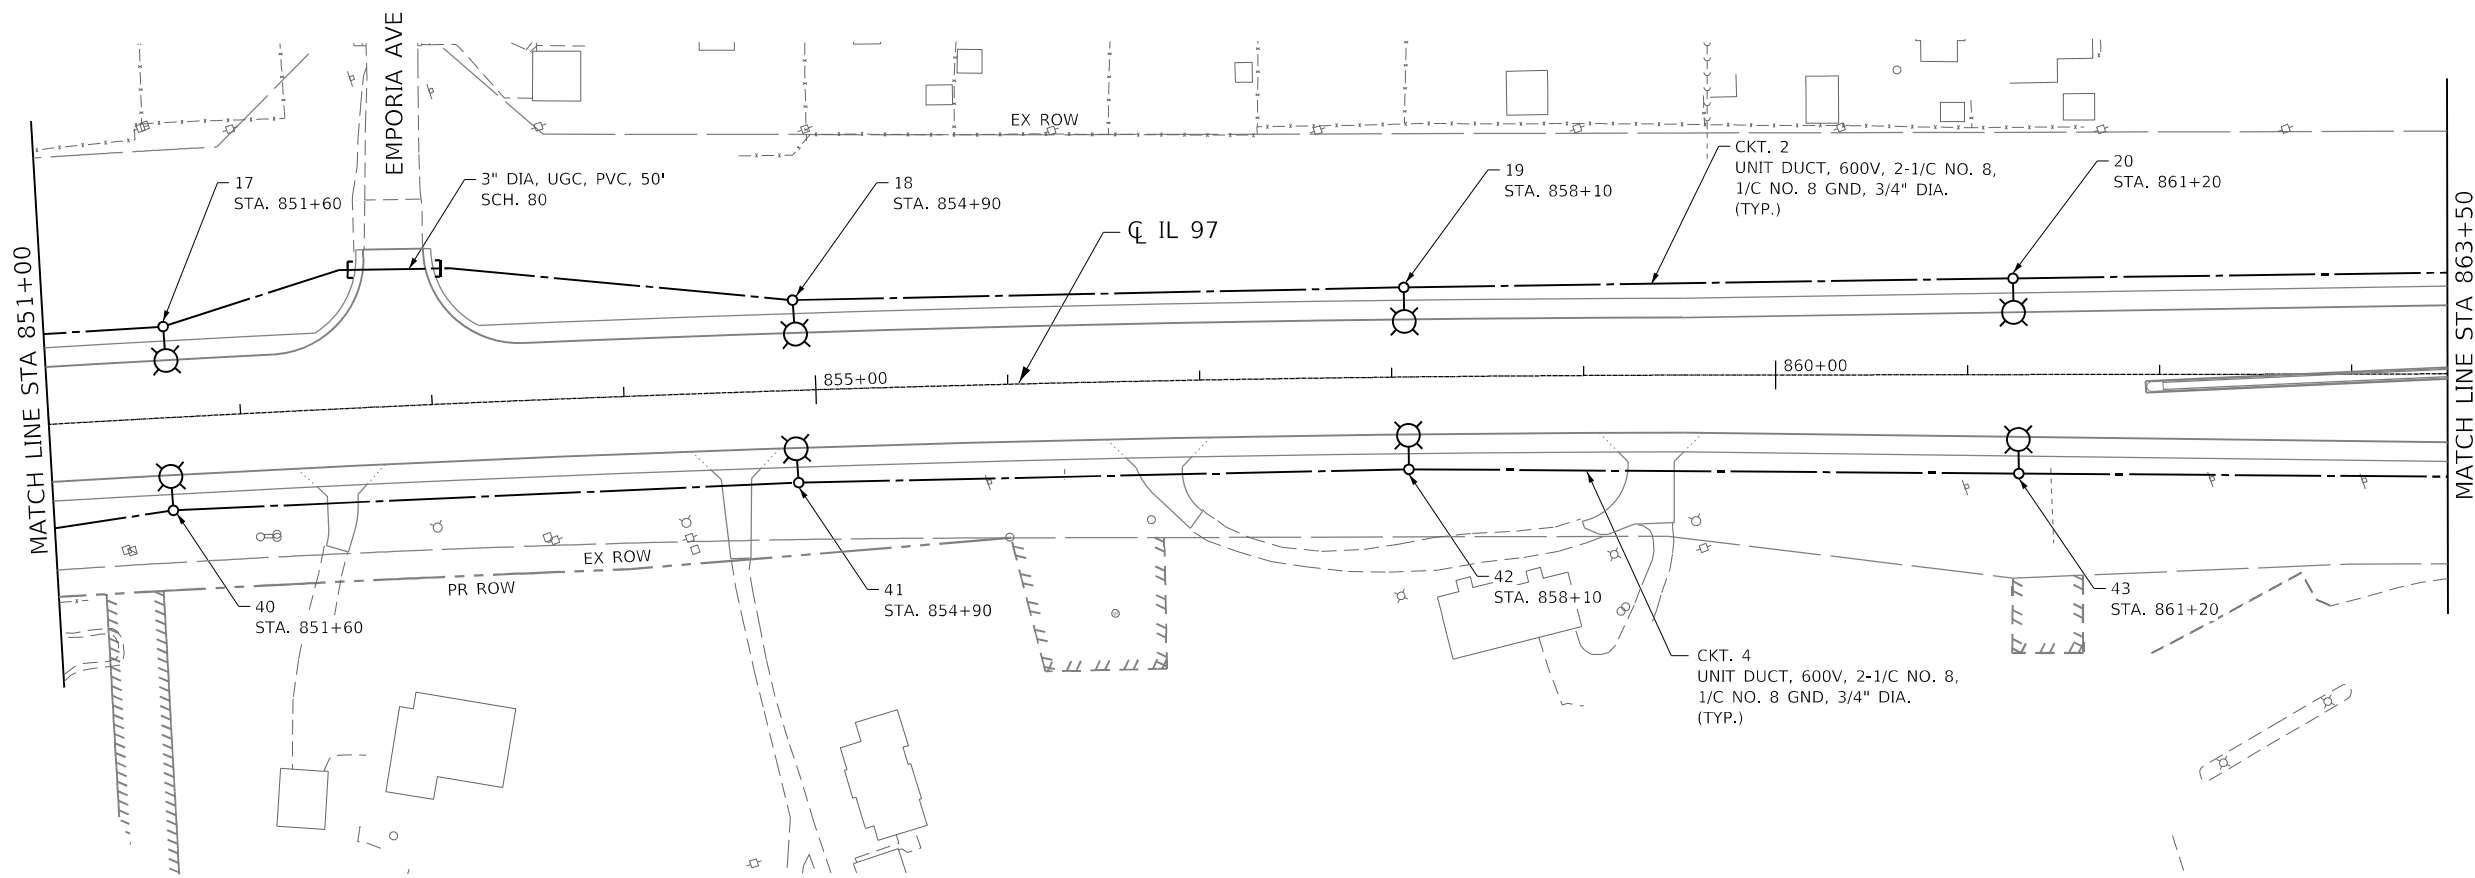 EMPORIA AVE
EX ROW
CKT. 2
UNIT DUCT, 600V, 2-1/C NO. 8,
1/C NO. 8 GND, 3/4" DIA.
(TYP.)
17
STA. 851+60
3" DIA, UGC, PVC, 50'
SCH. 80
18
STA. 854+90
19
STA. 858+10
20
STA. 861+20
℄ IL 97
MATCH LINE STA 851+00
MATCH LINE STA 863+50
855+00
860+00
EX ROW
PR ROW
40
STA. 851+60
41
STA. 854+90
42
STA. 858+10
43
STA. 861+20
CKT. 4
UNIT DUCT, 600V, 2-1/C NO. 8,
1/C NO. 8 GND, 3/4" DIA.
(TYP.)